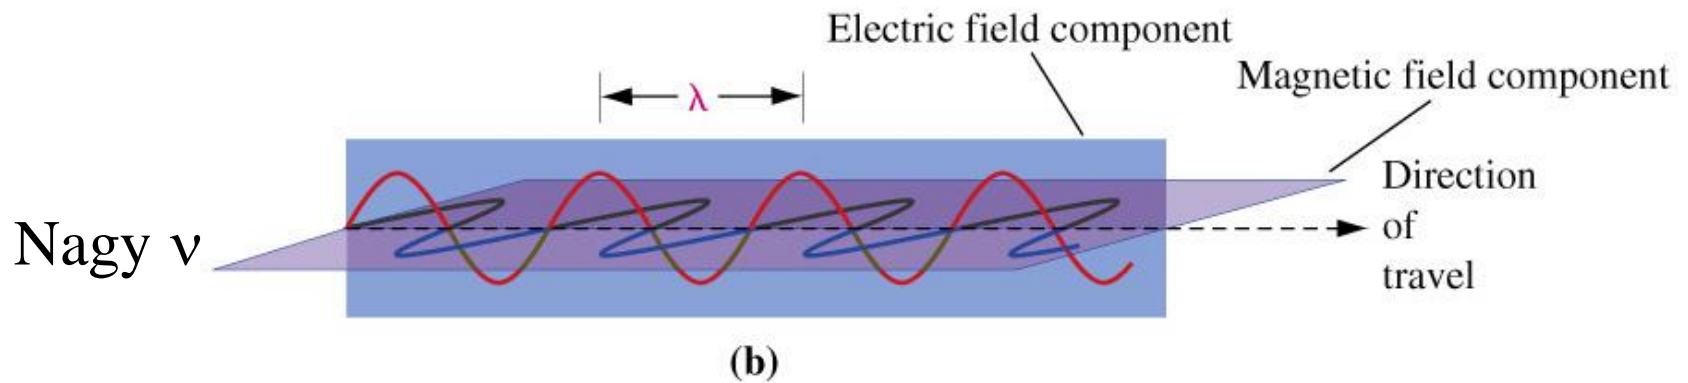 Electric field component
Magnetic field component
λ
Direction
of
travel
Nagy ν
(b)